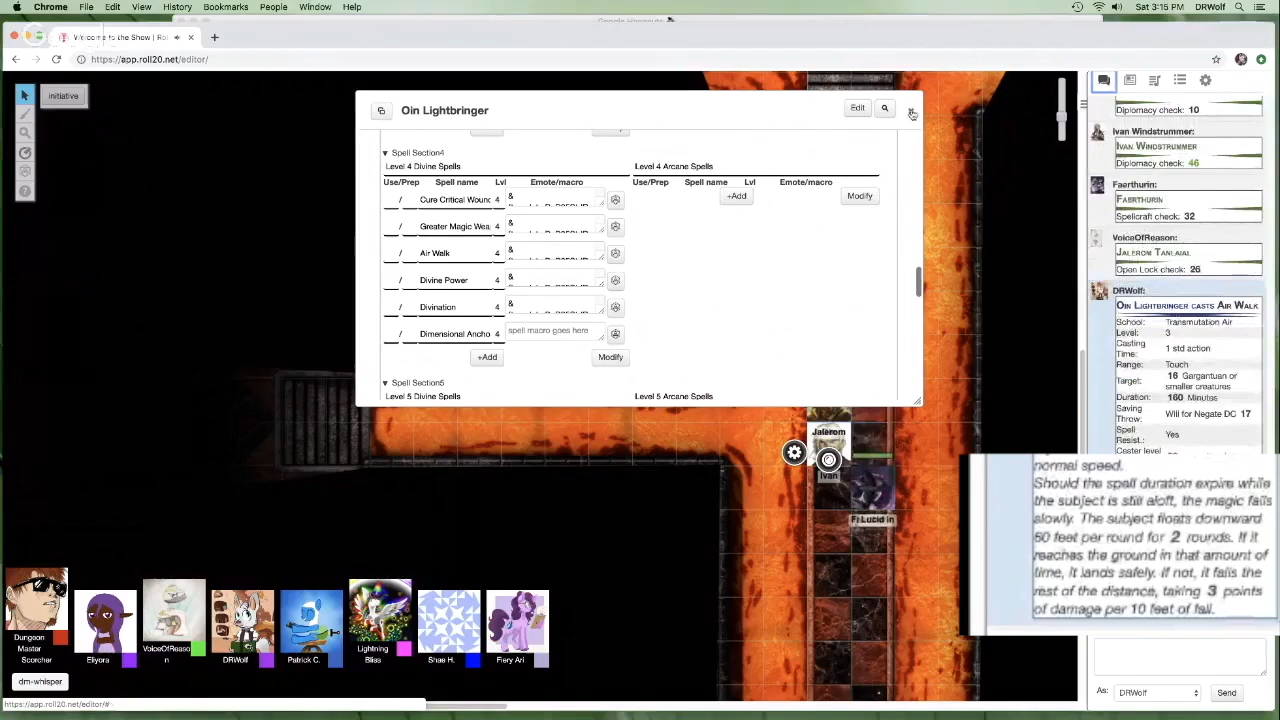 Chrome File Edit View History Bookmarks People Window Help Sat 3:15 PM DRWolf
Google Hangouts
Welcome to the Show | Rol
https://app.roll20.net/editor/
initiative
Oin Lightbringer
Edit
Spell Section4
Level 4 Divine Spells Level 4 Arcane Spells
Use/Prep Spell name Lvl Emote/macro Use/Prep Spell name Lvl Emote/macro
/ Cure Critical Wound 4 & +Add Modify
/ Greater Magic Wea 4 &
/ Air Walk 4 &
/ Divine Power 4 &
/ Divination 4 &
/ Dimensional Ancho 4 spell macro goes here
+Add Modify
Spell Section5
Level 5 Divine Spells Level 5 Arcane Spells
Jalerom
Ivan
Lucid in
Diplomacy check: 10
Ivan Windstrummer:
Ivan Windstrummer
Diplomacy check: 46
Faerthurin:
Faerthurin
Spellcraft check: 32
VoiceOfReason:
Jalerom Tanlaial
Open Lock check: 26
DRWolf:
Oin Lightbringer casts Air Walk
School: Transmutation Air
Level: 3
Casting Time: 1 std action
Range: Touch
Target: 16 Gargantuan or smaller creatures
Duration: 160 Minutes
Saving Throw: Will for Negate DC 17
Spell Resist.: Yes
normal speed.
Should the spell duration expire while
the subject is still aloft, the magic fails
slowly. The subject floats downward
60 feet per round for 2 rounds. If it
reaches the ground in that amount of
time, it lands safely. If not, it falls the
rest of the distance, taking 3 points
of damage per 10 feet of fall.
Dungeon Master Scorcher
Eliyora
VoiceOfReason
DRWolf
Patrick C.
Lightning Bliss
Shae H.
Fiery Ari
dm-whisper
As: DRWolf Send
https://app.roll20.net/editor/#